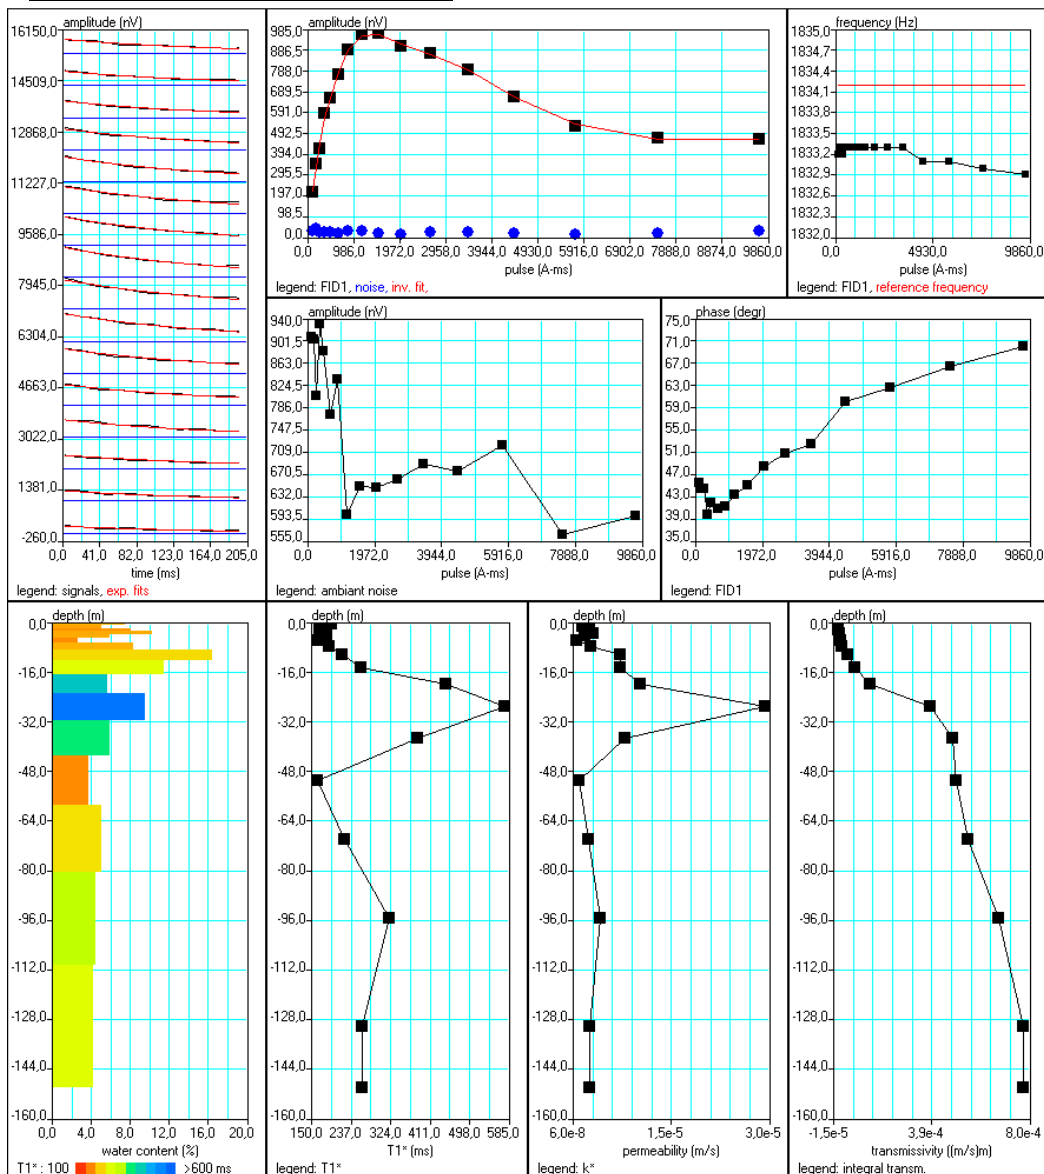 amplitude (nV)
16150,0
14509,0
12868,0
11227,0
9586,0
7945,0
6304,0
4663,0
3022,0
1381,0
-260,0
0,0 41,0 82,0 123,0 164,0 205,0
time (ms)
legend: signals, exp. fits
amplitude (nV)
985,0
886,5
788,0
689,5
591,0
492,5
394,0
295,5
197,0
98,5
0,0
0,0 986,0 1972,0 2958,0 3944,0 4930,0 5916,0 6902,0 7888,0 8874,0 9860,0
pulse (A-ms)
legend: FID1, noise, inv. fit,
frequency (Hz)
1835,0
1834,7
1834,4
1834,1
1833,8
1833,5
1833,2
1832,9
1832,6
1832,3
1832,0
0,0 4930,0 9860,0
pulse (A-ms)
legend: FID1, reference frequency
amplitude (nV)
940,0
901,5
863,0
824,5
786,0
747,5
709,0
670,5
632,0
593,5
555,0
0,0 1972,0 3944,0 5916,0 7888,0 9860,0
pulse (A-ms)
legend: ambiant noise
phase (degr)
75,0
71,0
67,0
63,0
59,0
55,0
51,0
47,0
43,0
39,0
35,0
0,0 1972,0 3944,0 5916,0 7888,0 9860,0
pulse (A-ms)
legend: FID1
depth (m)
0,0
-16,0
-32,0
-48,0
-64,0
-80,0
-96,0
-112,0
-128,0
-144,0
-160,0
0,0 4,0 8,0 12,0 16,0 20,0
water content (%)
T1* : 100 >600 ms
depth (m)
0,0
-16,0
-32,0
-48,0
-64,0
-80,0
-96,0
-112,0
-128,0
-144,0
-160,0
150,0 237,0 324,0 411,0 498,0 585,0
T1* (ms)
legend: T1*
depth (m)
0,0
-16,0
-32,0
-48,0
-64,0
-80,0
-96,0
-112,0
-128,0
-144,0
-160,0
6.0e-8 1.5e-5 3.0e-5
permeability (m/s)
legend: k*
depth (m)
0,0
-16,0
-32,0
-48,0
-64,0
-80,0
-96,0
-112,0
-128,0
-144,0
-160,0
-1.5e-5 3.9e-4 8.0e-4
transmissivity ((m/s)m)
legend: integral transm.